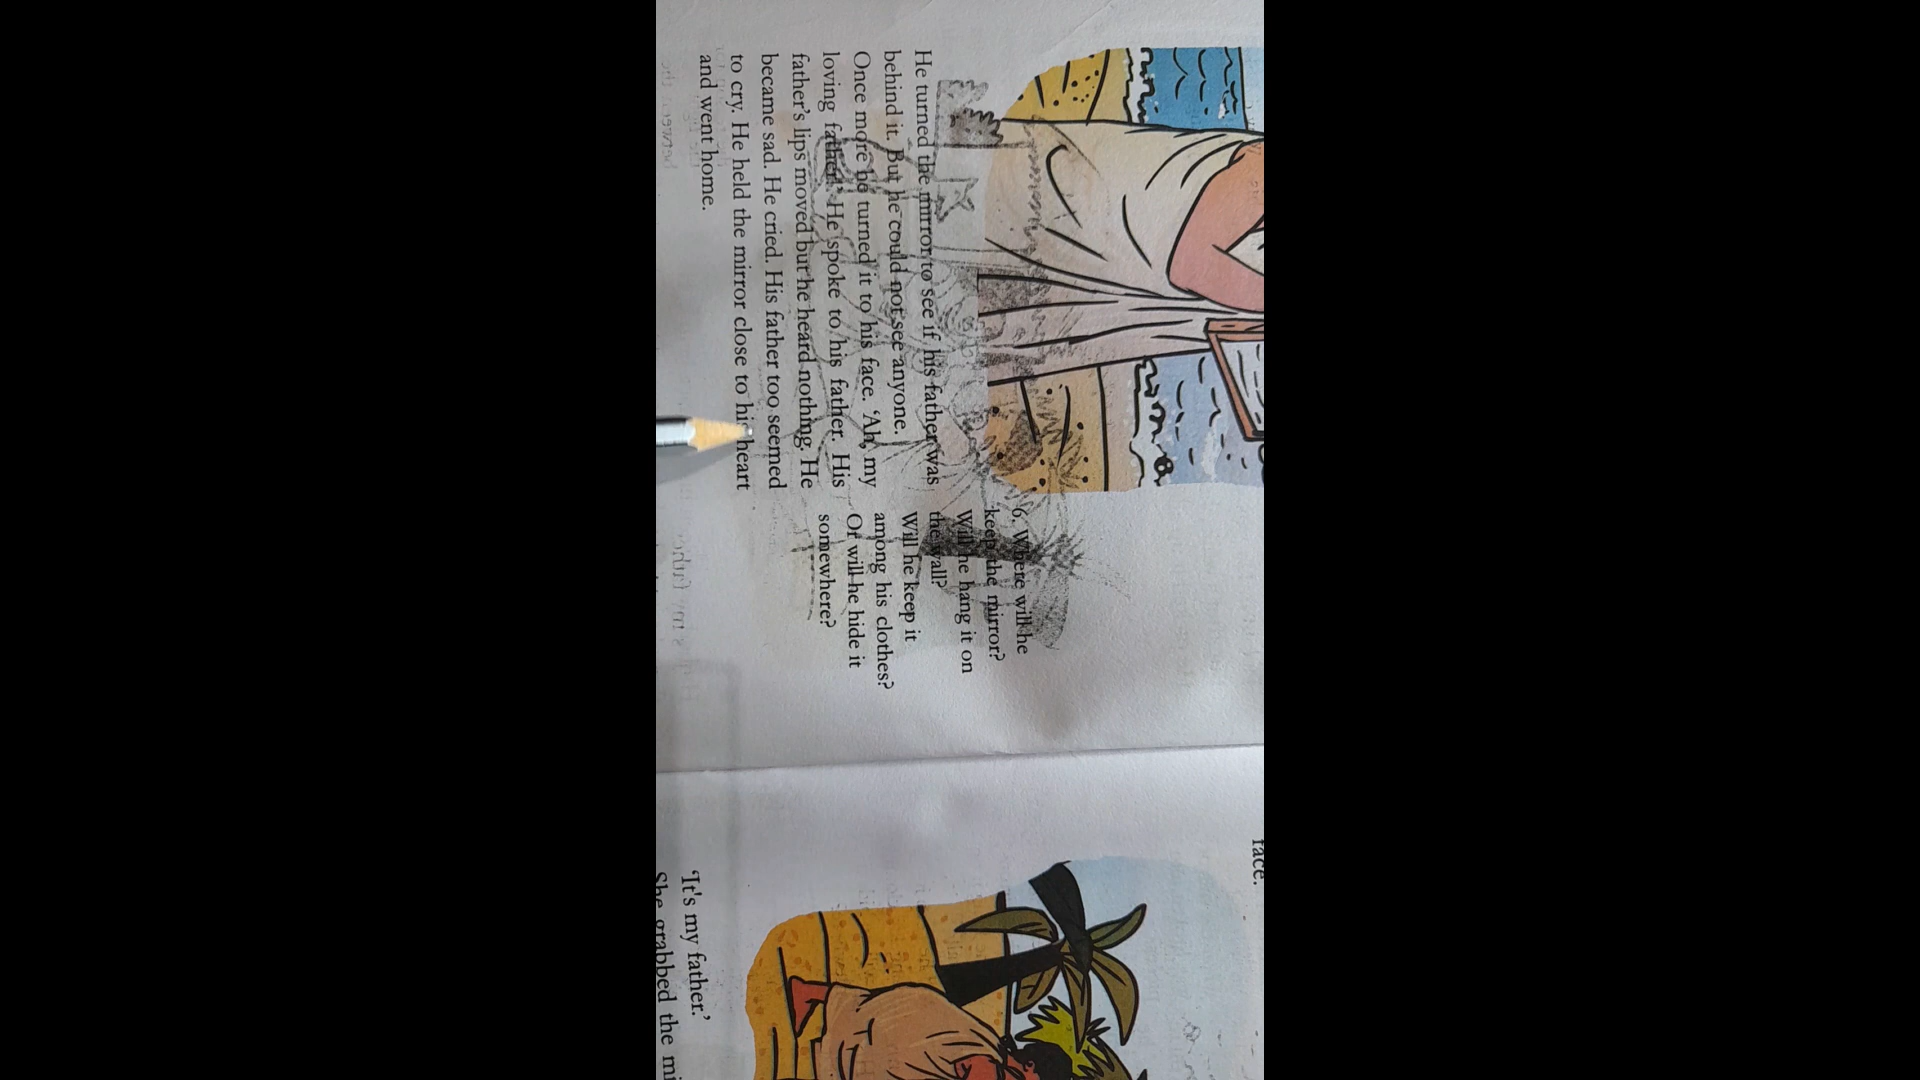 He turned the mirror to see if his father was
behind it. But he could not see anyone.
Once more he turned it to his face. ‘Ah, my
loving father!’ He spoke to his father. His
father's lips moved but he heard nothing. He
became sad. He cried. His father too seemed
to cry. He held the mirror close to his heart
and went home.
6. Where will he
keep the mirror?
Will he hang it on
the wall?
Will he keep it
among his clothes?
Or will he hide it
somewhere?
face.
‘It's my father.’
She grabbed the